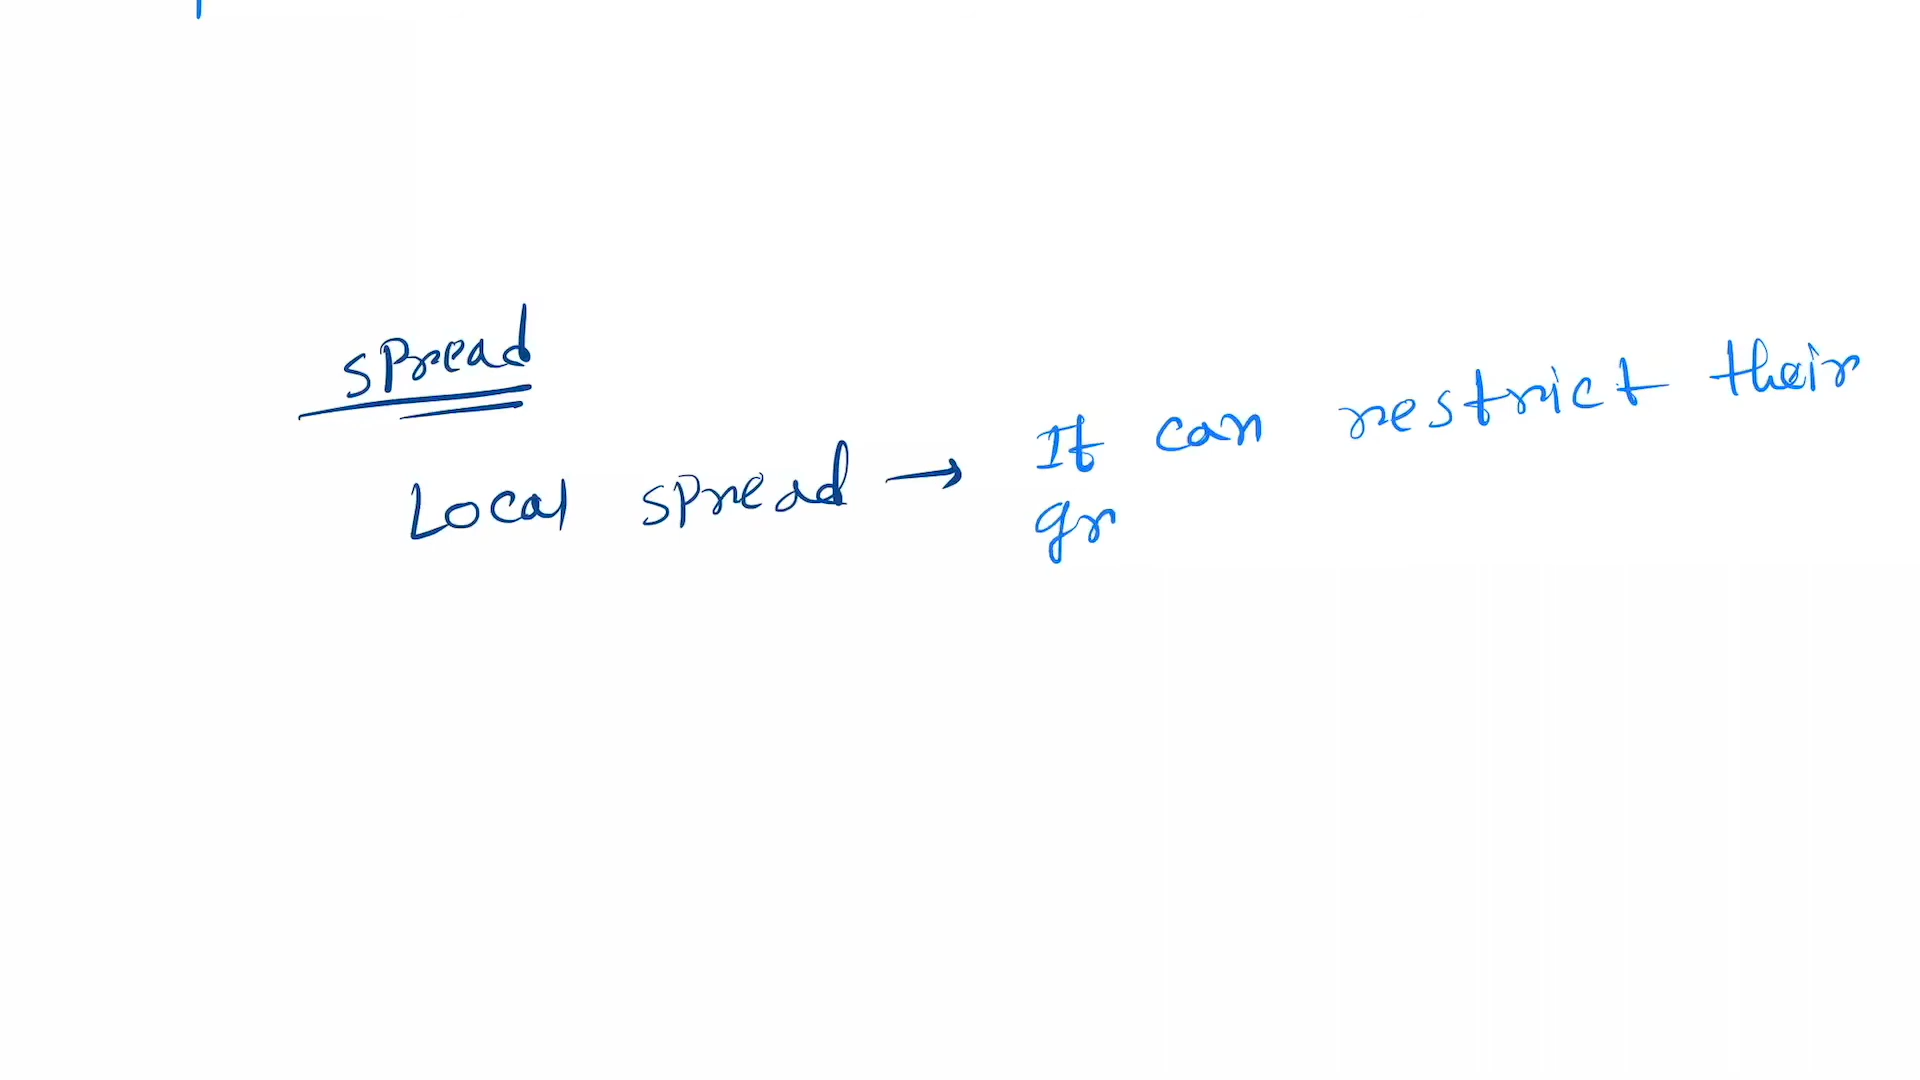 spread
Local spread → It can restrict their
gr